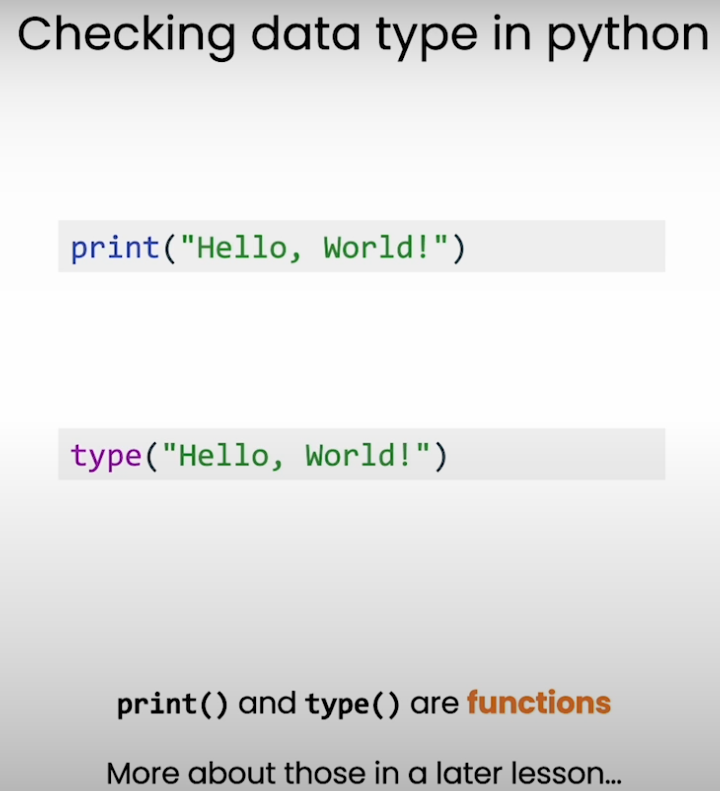 Checking data type in python
print("Hello, World!")
type("Hello, World!")
print() and type() are functions
More about those in a later lesson...